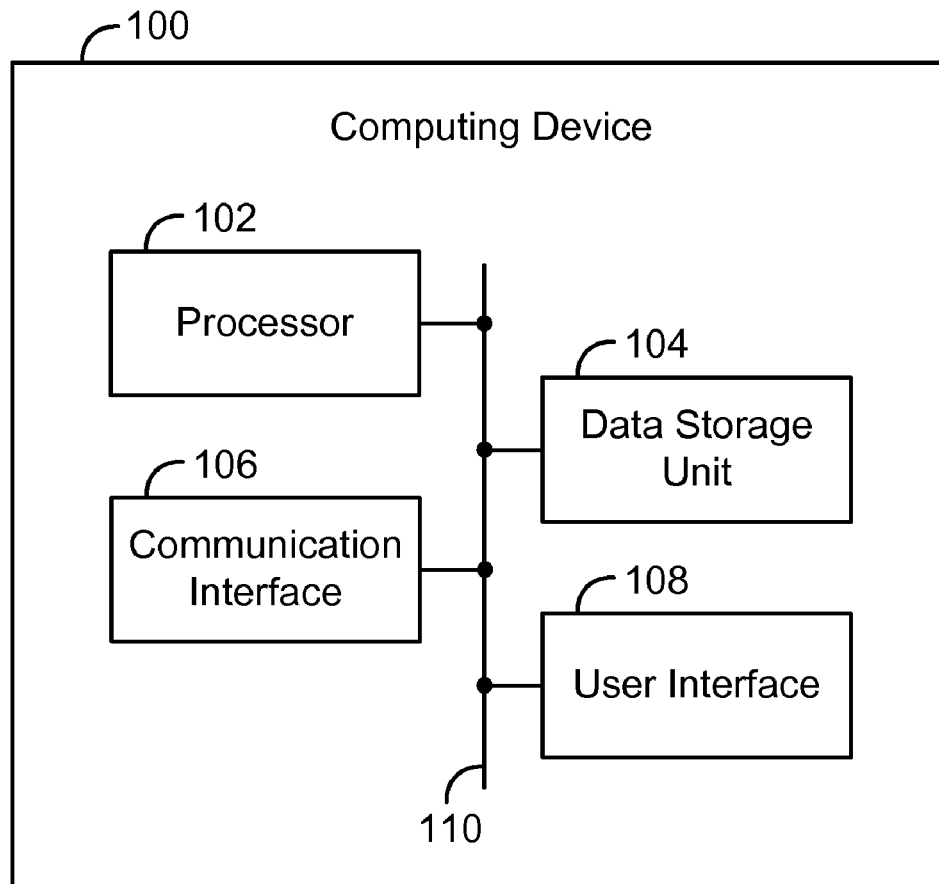 100
Computing Device
102
Processor
104
Data Storage
Unit
106
Communication
Interface
108
User Interface
110